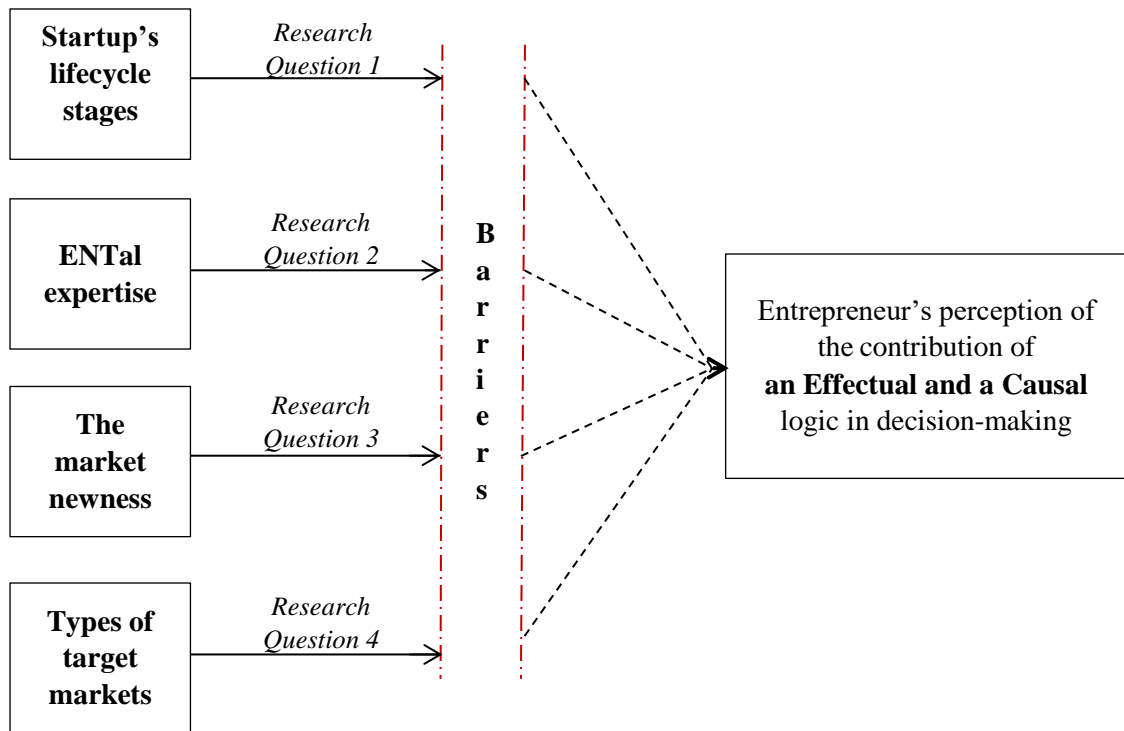 Startup’s
lifecycle
stages
Research
Question 1
ENTal
expertise
Research
Question 2
The
market
newness
Research
Question 3
Types of
target
markets
Research
Question 4
Barriers
Entrepreneur’s perception of
the contribution of
an Effectual and a Causal
logic in decision-making